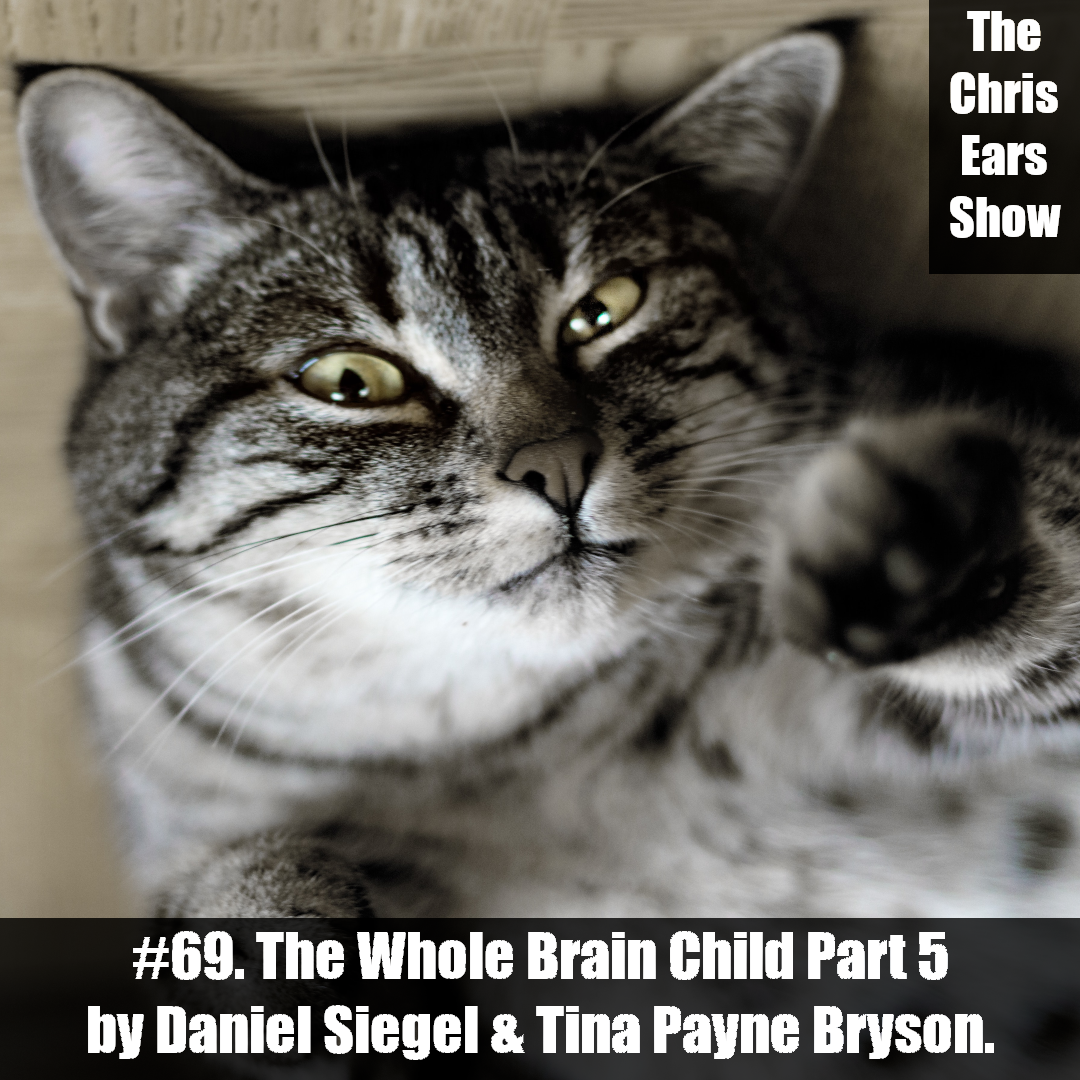 The
Chris
Ears
Show
#69. The Whole Brain Child Part 5
by Daniel Siegel & Tina Payne Bryson.